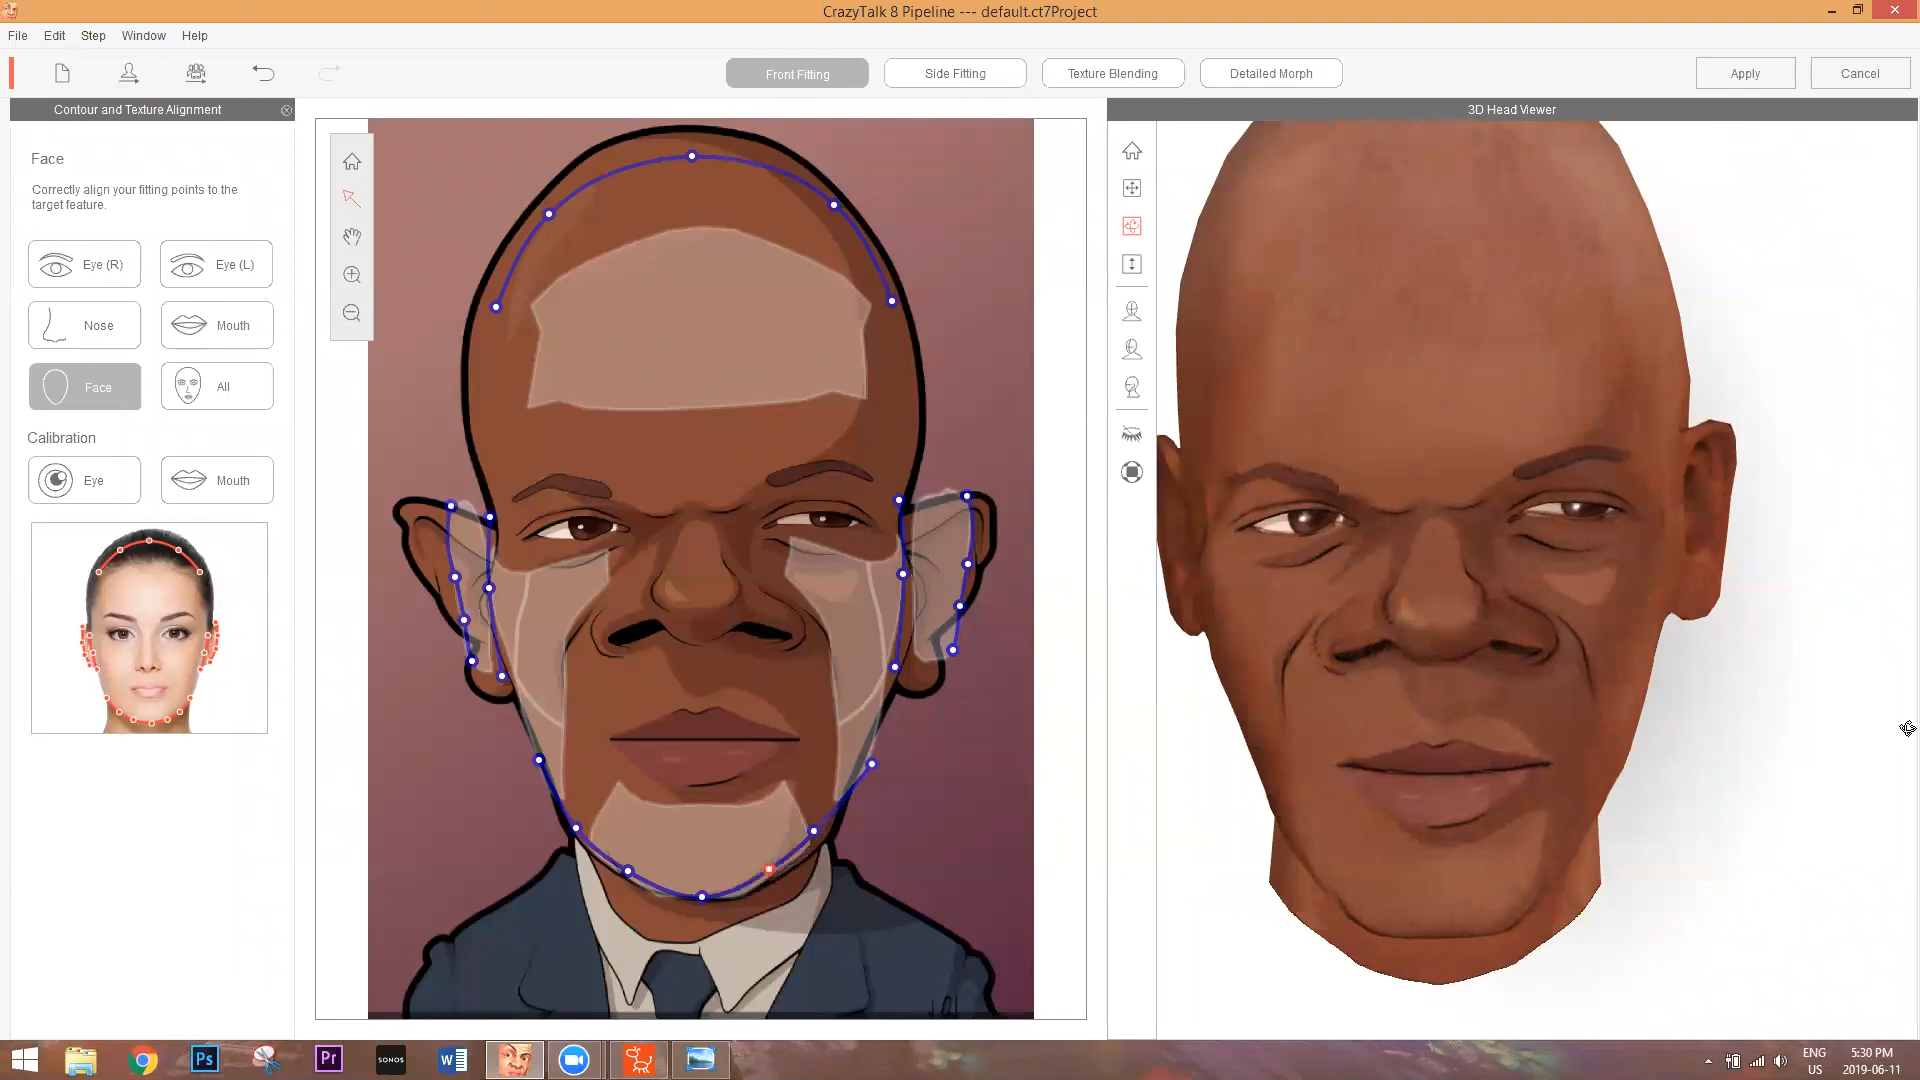 CrazyTalk 8 Pipeline --- default.ct7Project
File Edit Step Window Help
Front Fitting Side Fitting Texture Blending Detailed Morph Apply Cancel
Contour and Texture Alignment
3D Head Viewer
Face
Correctly align your fitting points to the
target feature.
Eye (R) Eye (L)
Nose Mouth
Face All
Calibration
Eye Mouth
Ps Pr SONOS W
ENG 5:30 PM
US 2019-06-11